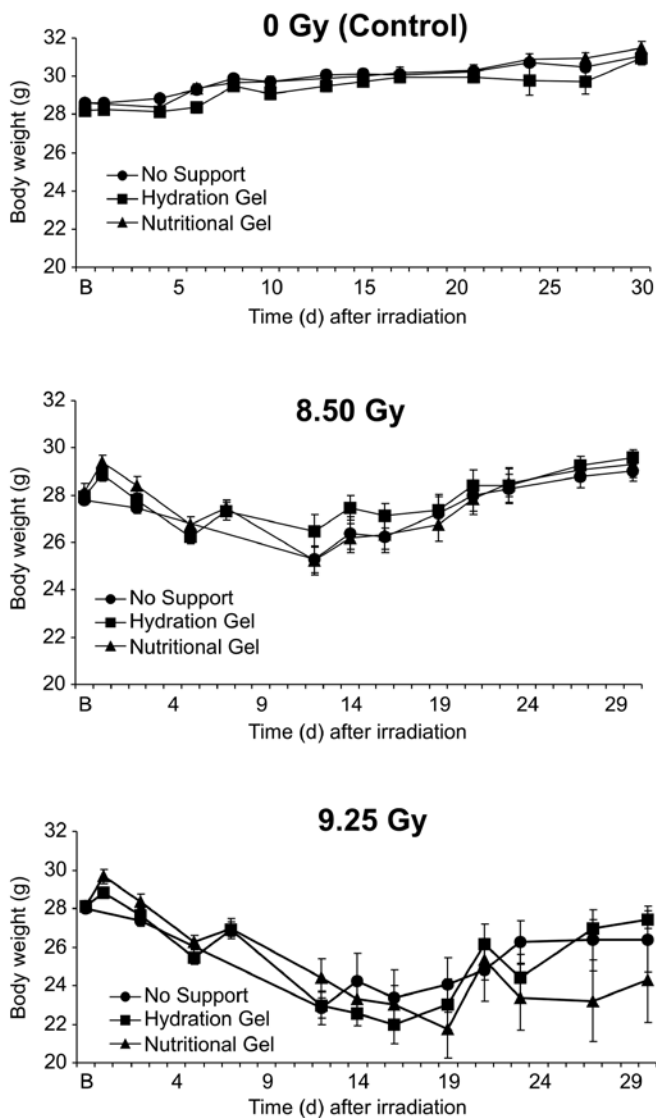 0 Gy (Control)
32
30
28
26
24
22
20
Body weight (g)
No Support
Hydration Gel
Nutritional Gel
B 5 10 15 20 25 30
Time (d) after irradiation
8.50 Gy
32
30
28
26
24
22
20
Body weight (g)
No Support
Hydration Gel
Nutritional Gel
B 4 9 14 19 24 29
Time (d) after irradiation
9.25 Gy
32
30
28
26
24
22
20
Body weight (g)
No Support
Hydration Gel
Nutritional Gel
B 4 9 14 19 24 29
Time (d) after irradiation